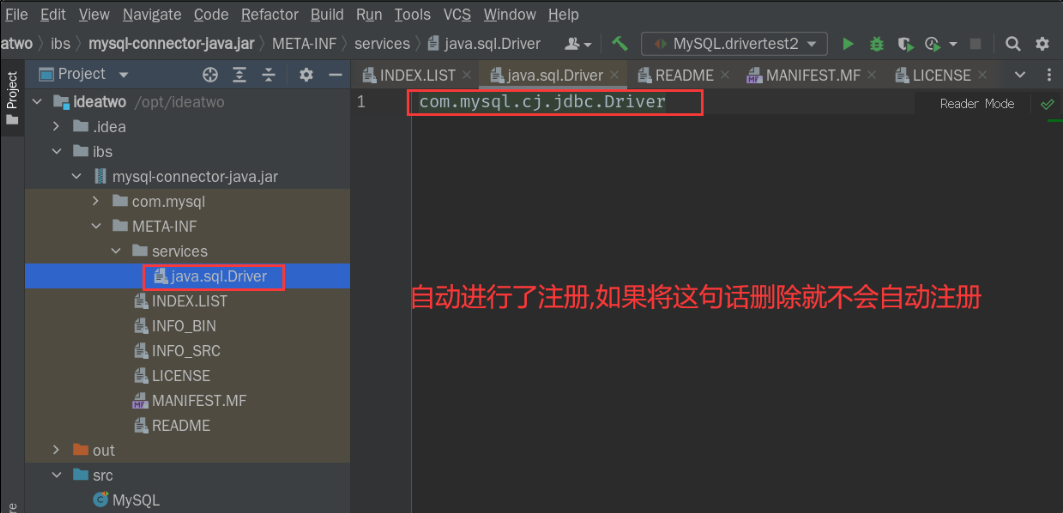 File Edit View Navigate Code Refactor Build Run Tools VCS Window Help
atwo ibs mysql-connector-java.jar META-INF services java.sql.Driver MySQL.drivertest2
Project INDEX.LIST java.sql.Driver README MANIFEST.MF LICENSE
Project
ideatwo /opt/ideatwo
1 com.mysql.cj.jdbc.Driver Reader Mode
.idea
ibs
mysql-connector-java.jar
com.mysql
META-INF
services
java.sql.Driver
自动进行了注册,如果将这句话删除就不会自动注册
INDEX.LIST
INFO_BIN
INFO_SRC
LICENSE
MANIFEST.MF
README
out
src
MySQL